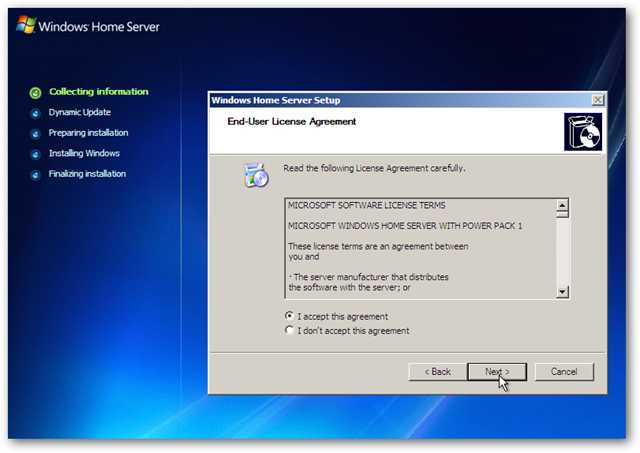 Windows Home Server
Collecting information
Dynamic Update
Preparing installation
Installing Windows
Finalizing installation
Windows Home Server Setup
End-User License Agreement
Read the following License Agreement carefully.
MICROSOFT SOFTWARE LICENSE TERMS
MICROSOFT WINDOWS HOME SERVER WITH POWER PACK 1
These license terms are an agreement between
you and
· The server manufacturer that distributes
the software with the server; or
I accept this agreement
I don't accept this agreement
< Back Next > Cancel